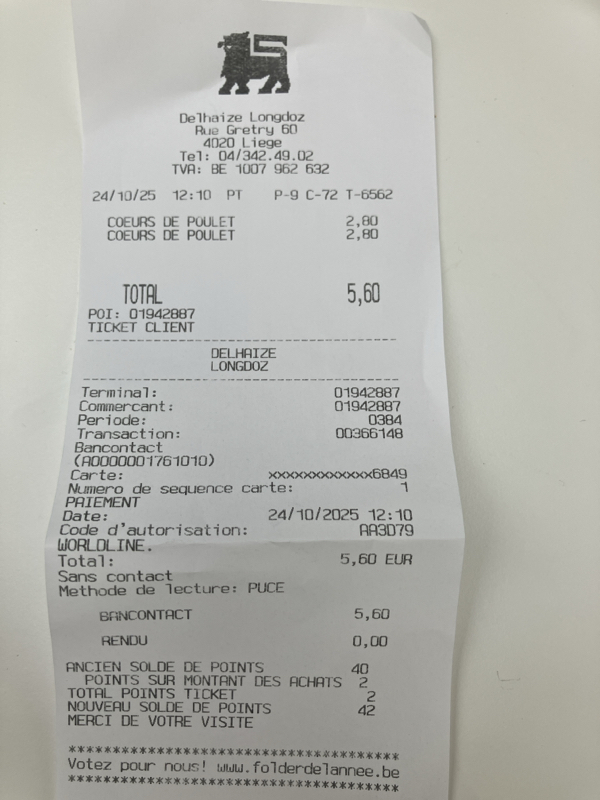 Delhaize Longdoz
Rue Gretry 60
4020 Liege
Tel: 04/342.49.02
TVA: BE 1007 962 632
24/10/25 12:10 PT P-9 C-72 T-6562
COEURS DE POULET 2,80
COEURS DE POULET 2,80
TOTAL 5,60
POI: 01942887
TICKET CLIENT
------------------------------------------
DELHAIZE
LONGDOZ
------------------------------------------
Terminal: 01942887
Commercant: 01942887
Periode: 0384
Transaction: 00366148
Bancontact
(A0000001761010)
Carte: xxxxxxxxxxxxx6849
Numero de sequence carte: 1
PAIEMENT
Date: 24/10/2025 12:10
Code d'autorisation: AA3D79
WORLDLINE.
Total: 5,60 EUR
Sans contact
Methode de lecture: PUCE
BANCONTACT 5,60
RENDU 0,00
ANCIEN SOLDE DE POINTS 40
POINTS SUR MONTANT DES ACHATS 2
TOTAL POINTS TICKET 2
NOUVEAU SOLDE DE POINTS 42
MERCI DE VOTRE VISITE
******************************************
Votez pour nous! www.folderdelannee.be
******************************************